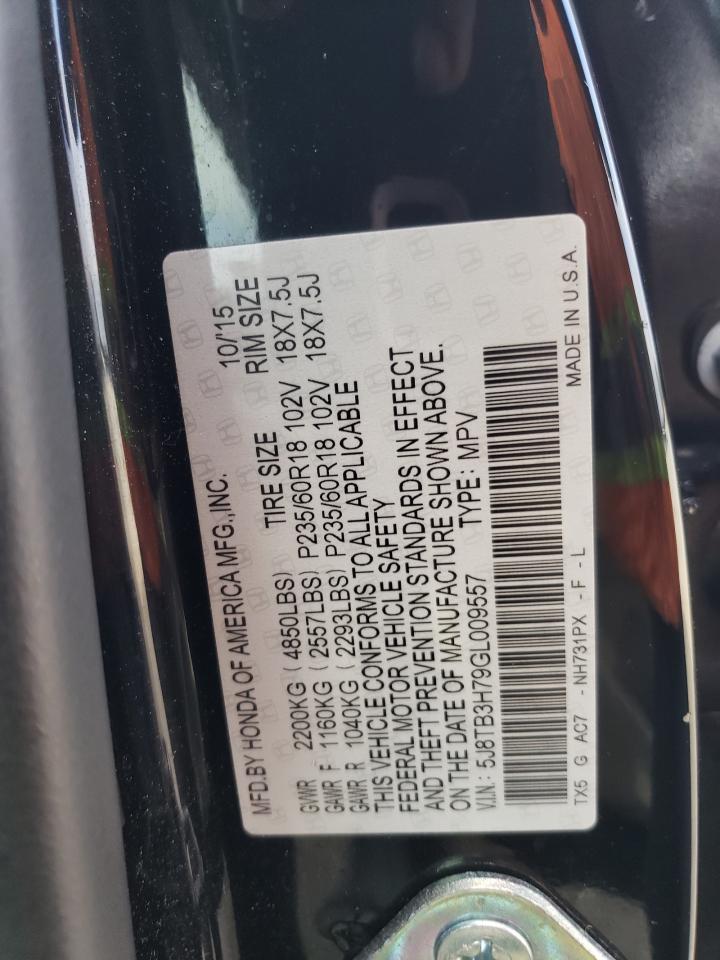 MFD.BY HONDA OF AMERICA MFG.,INC. 10/'15
TIRE SIZE RIM SIZE
GVWR 2200KG (4850LBS)
GAWR F 1160KG (2557LBS) P235/60R18 102V 18X7.5J
GAWR R 1040KG (2293LBS) P235/60R18 102V 18X7.5J
THIS VEHICLE CONFORMS TO ALL APPLICABLE
FEDERAL MOTOR VEHICLE SAFETY
AND THEFT PREVENTION STANDARDS IN EFFECT
ON THE DATE OF MANUFACTURE SHOWN ABOVE.
V.I.N.: 5J8TB3H79GL009557 TYPE: MPV
TX5 G AC7 -NH731PX -F -L MADE IN U.S.A.